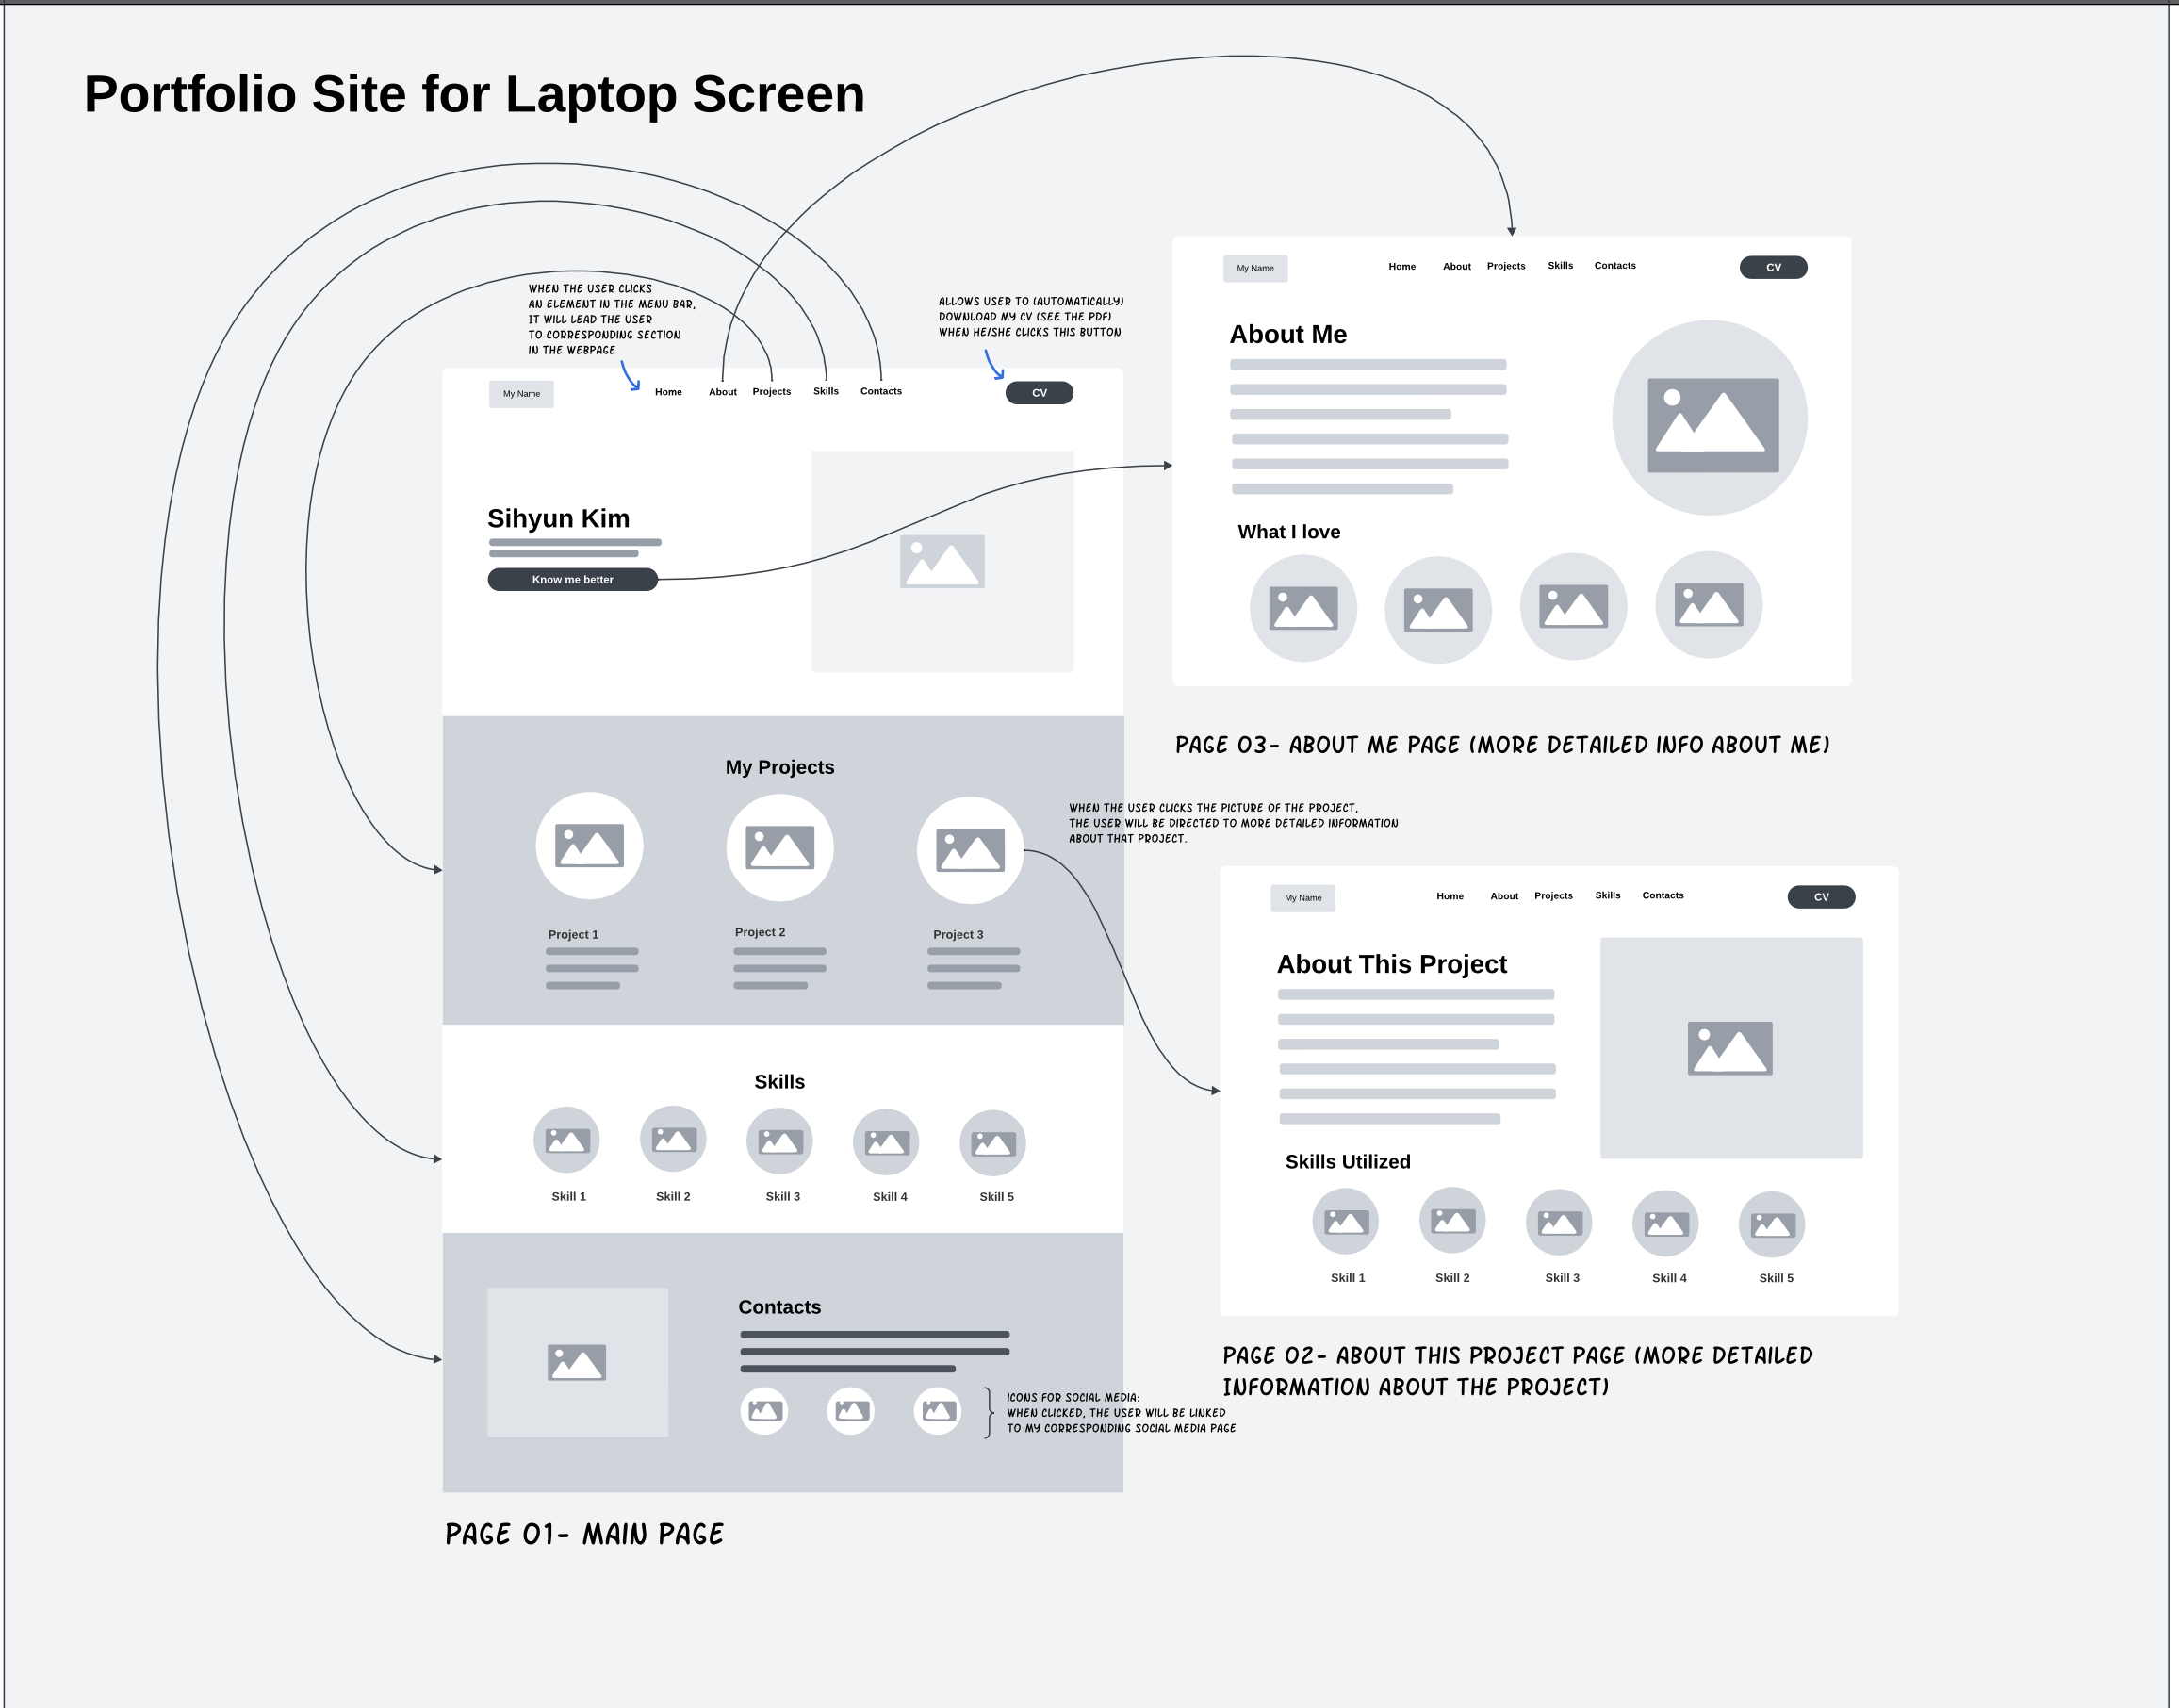 Portfolio Site for Laptop Screen
WHEN THE USER CLICKS
AN ELEMENT IN THE MENU BAR,
IT WILL LEAD THE USER
TO CORRESPONDING SECTION
IN THE WEBPAGE
ALLOWS USER TO (AUTOMATICALLY)
DOWNLOAD MY CV (SEE THE PDF)
WHEN HE/SHE CLICKS THIS BUTTON
My Name
Home About Projects Skills Contacts
CV
Sihyun Kim
Know me better
My Projects
Project 1
Project 2
Project 3
WHEN THE USER CLICKS THE PICTURE OF THE PROJECT,
THE USER WILL BE DIRECTED TO MORE DETAILED INFORMATION
ABOUT THAT PROJECT.
Skills
Skill 1 Skill 2 Skill 3 Skill 4 Skill 5
Contacts
ICONS FOR SOCIAL MEDIA:
WHEN CLICKED, THE USER WILL BE LINKED
TO MY CORRESPONDING SOCIAL MEDIA PAGE
PAGE 01- MAIN PAGE
My Name
Home About Projects Skills Contacts
CV
About Me
What I love
PAGE 03- ABOUT ME PAGE (MORE DETAILED INFO ABOUT ME)
My Name
Home About Projects Skills Contacts
CV
About This Project
Skills Utilized
Skill 1 Skill 2 Skill 3 Skill 4 Skill 5
PAGE 02- ABOUT THIS PROJECT PAGE (MORE DETAILED
INFORMATION ABOUT THE PROJECT)